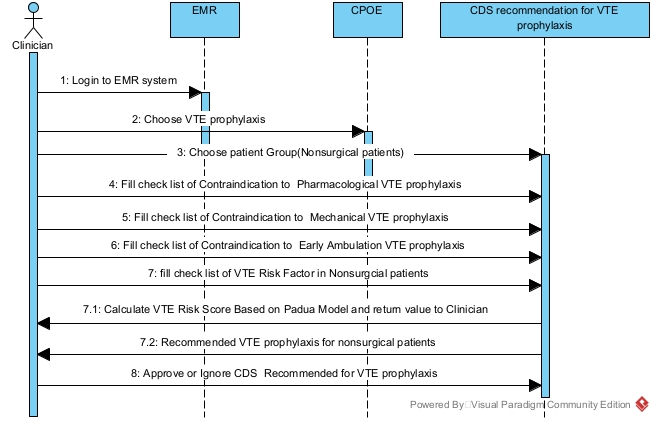 EMR
CPOE
CDS recommendation for VTE
prophylaxis
Clinician
1: Login to EMR system
2: Choose VTE prophylaxis
3: Choose patient Group(Nonsurgical patients)
4: Fill check list of Contraindication to Pharmacological VTE prophylaxis
5: Fill check list of Contraindication to Mechanical VTE prophylaxis
6: Fill check list of Contraindication to Early Ambulation VTE prophylaxis
7: fill check list of VTE Risk Factor in Nonsurgcial patients
7.1: Calculate VTE Risk Score Based on Padua Model and return value to Clinician
7.2: Recommended VTE prophylaxis for nonsurgical patients
8: Approve or Ignore CDS Recommended for VTE prophylaxis
Powered By Visual Paradigm Community Edition